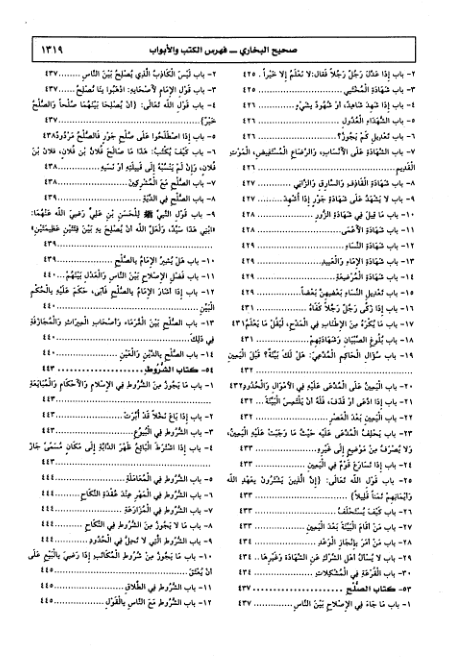 صحيح البخاري ــ فهرس الكتب والأبواب
١٣١٩
٢- باب إذا عدل رجل رجلاً فقال: لا نعلم إلا خيراً .. ٤٢٥
٣- باب شهادة المختبي ........ ٤٢٥
٤- باب إذا شهد شاهد، أو شهود بشيء ........ ٤٢٦
٥- باب الشهداء العدول ........ ٤٢٦
٦- باب تعديل كم يجوز؟ ........ ٤٢٦
٧- باب الشهادة على الأنساب، والرضاع المستفيض، الموت
القديم ........ ٤٢٦
٨- باب شهادة القاذف والسارق والزاني ........ ٤٢٧
٩- باب لا يشهد على شهادة جور إذا أشهد ........ ٤٢٧
١٠- باب ما قيل في شهادة الزور ........ ٤٢٨
١١- باب شهادة الأعمى ........ ٤٢٨
١٢- باب شهادة النساء ........ ٤٢٨
١٣- باب شهادة الإماء والعبيد ........ ٤٢٩
١٤- باب شهادة المرضعة ........ ٤٢٩
١٥- باب تعديل النساء بعضهن بعضاً ........ ٤٢٩
١٦- باب إذا زكى رجل رجلاً كفاه ........ ٤٣١
١٧- باب ما يكره من الإطناب في المدح، ليقل ما يعلم ٤٣١
١٨- باب بلوغ الصبيان وشهادتهم ........ ٤٣١
١٩- باب سؤال الحاكم المدعي: هل لك بينة؟ قبل اليمين
........ ٤٣٢
٢٠- باب اليمين على المدعى عليه في الأموال والحدود ٤٣٢
٢١- باب إذا ادعى أو قذف، فله أن يلتمس البينة ... ٤٣٢
٢٢- باب اليمين بعد العصر ........ ٤٣٢
٢٣- باب يحلف المدعى عليه حيث ما وجبت عليه اليمين،
ولا يصرف من موضع إلى غيره ........ ٤٣٣
٢٤- باب إذا تسارع قوم في اليمين ........ ٤٣٣
٢٥- باب قول الله تعالى: {إن الذين يشترون بعهد الله
وأيمانهم ثمناً قليلاً} ........ ٤٣٣
٢٦- باب كيف يستحلف ........ ٤٣٣
٢٧- باب من أقام البينة بعد اليمين ........ ٤٣٣
٢٨- باب من أمر بإنجاز الوعد ........ ٤٣٤
٢٩- باب لا يسأل أهل الشرك عن الشهادة وغيرها .. ٤٣٤
٣٠- باب القرعة في المشكلات ........ ٤٣٤
٥٣- كتاب الصلح ........ ٤٣٧
١- باب ما جاء في الإصلاح بين الناس ........ ٤٣٧
٢- باب ليس الكاذب الذي يصلح بين الناس ........ ٤٣٧
٣- باب قول الإمام لأصحابه: اذهبوا بنا نصلح ........ ٤٣٧
٤- باب قول الله تعالى: {أن يصلحا بينهما صلحاً والصلح
خير} ........ ٤٣٧
٥- باب إذا اصطلحوا على صلح جور فالصلح مردود ٤٣٨
٦- باب كيف يكتب: هذا ما صالح فلان بن فلان، فلان بن
فلان، وإن لم ينسبه إلى قبيلته أو نسبه ........ ٤٣٨
٧- باب الصلح مع المشركين ........ ٤٣٨
٨- باب الصلح في الدية ........ ٤٣٩
٩- باب قول النبي ﷺ للحسن بن علي رضي الله عنهما:
«ابني هذا سيد، ولعل الله أن يصلح به بين فئتين عظيمتين»
........ ٤٣٩
١٠- باب هل يشير الإمام بالصلح ........ ٤٣٩
١١- باب فضل الإصلاح بين الناس والعدل بينهم .. ٤٤٠
١٢- باب إذا أشار الإمام بالصلح فأبى، حكم عليه بالحكم
البين ........ ٤٤٠
١٣- باب الصلح بين الغرماء، وأصحاب الميراث والمجازفة
في ذلك ........ ٤٤٠
١٤- باب الصلح بالدين والعين ........ ٤٤٠
٥٤- كتاب الشروط ........ ٤٤٣
١- باب ما يجوز من الشروط في الإسلام والأحكام والمبايعة
........ ٤٤٣
٢- باب إذا باع نخلاً قد أبرت ........ ٤٤٣
٣- باب الشروط في البيوع ........ ٤٤٣
٤- باب إذا اشترط البائع ظهر الدابة إلى مكان مسمى جاز
........ ٤٤٣
٥- باب الشروط في المعاملة ........ ٤٤٤
٦- باب الشروط في المهر عند عقدة النكاح ........ ٤٤٤
٧- باب الشروط في المزارعة ........ ٤٤٤
٨- باب ما لا يجوز من الشروط في النكاح ........ ٤٤٤
٩- باب الشروط التي لا تحل في الحدود ........ ٤٤٤
١٠- باب ما يجوز من شروط المكاتب إذا رضي بالبيع على
أن يعتق ........ ٤٤٥
١١- باب الشروط في الطلاق ........ ٤٤٥
١٢- باب الشروط مع الناس بالقول ........ ٤٤٥